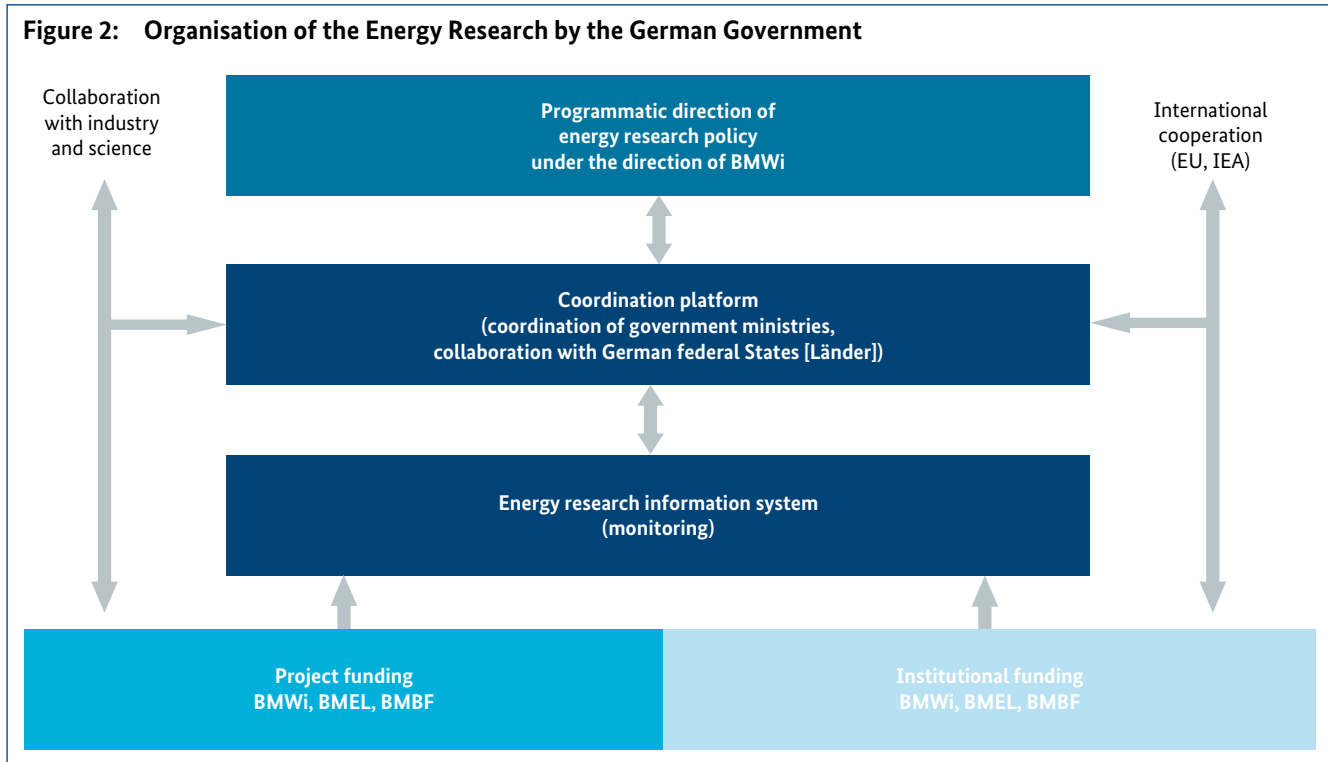 Figure 2: Organisation of the Energy Research by the German Government
Collaboration
with industry
and science
Programmatic direction of
energy research policy
under the direction of BMWi
International
cooperation
(EU, IEA)
Coordination platform
(coordination of government ministries,
collaboration with German federal States [Länder])
Energy research information system
(monitoring)
Project funding
BMWi, BMEL, BMBF
Institutional funding
BMWi, BMEL, BMBF